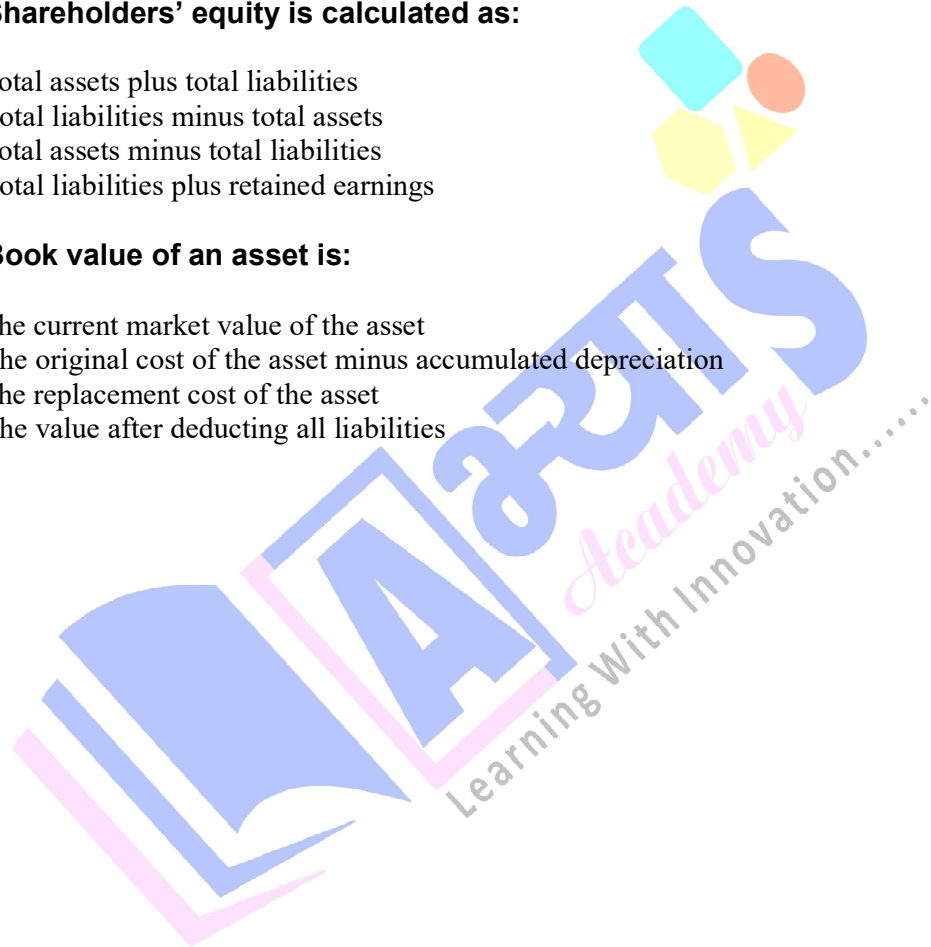 Shareholders’ equity is calculated as:
otal assets plus total liabilities
otal liabilities minus total assets
otal assets minus total liabilities
otal liabilities plus retained earnings
Book value of an asset is:
he current market value of the asset
he original cost of the asset minus accumulated depreciation
he replacement cost of the asset
he value after deducting all liabilities
A
अभ्यास
Academy
Learning With Innovation......